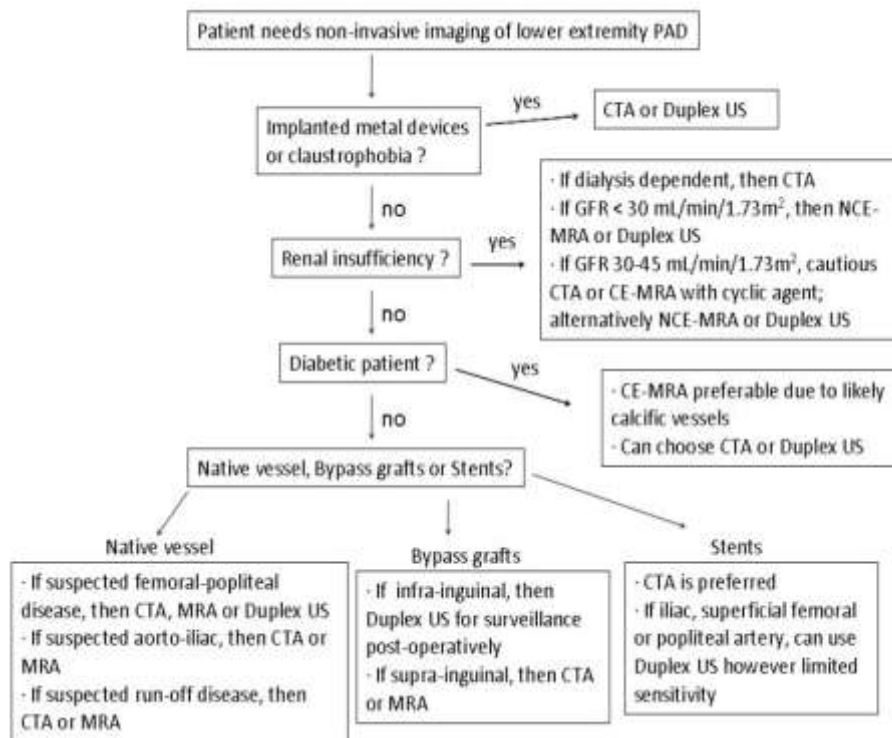 Patient needs non-invasive imaging of lower extremity PAD
yes
Implanted metal devices
or claustrophobia ?
CTA or Duplex US
no
yes
Renal insufficiency ?
· If dialysis dependent, then CTA
· If GFR < 30 mL/min/1.73m², then NCE-
MRA or Duplex US
· If GFR 30-45 mL/min/1.73m², cautious
CTA or CE-MRA with cyclic agent;
alternatively NCE-MRA or Duplex US
no
Diabetic patient ?
yes
· CE-MRA preferable due to likely
calcific vessels
· Can choose CTA or Duplex US
no
Native vessel, Bypass grafts or Stents?
Native vessel
· If suspected femoral-popliteal
disease, then CTA, MRA or Duplex US
· If suspected aorto-iliac, then CTA or
MRA
· If suspected run-off disease, then
CTA or MRA
Bypass grafts
· If infra-inguinal, then
Duplex US for surveillance
post-operatively
· If supra-inguinal, then CTA
or MRA
Stents
· CTA is preferred
· If iliac, superficial femoral
or popliteal artery, can use
Duplex US however limited
sensitivity